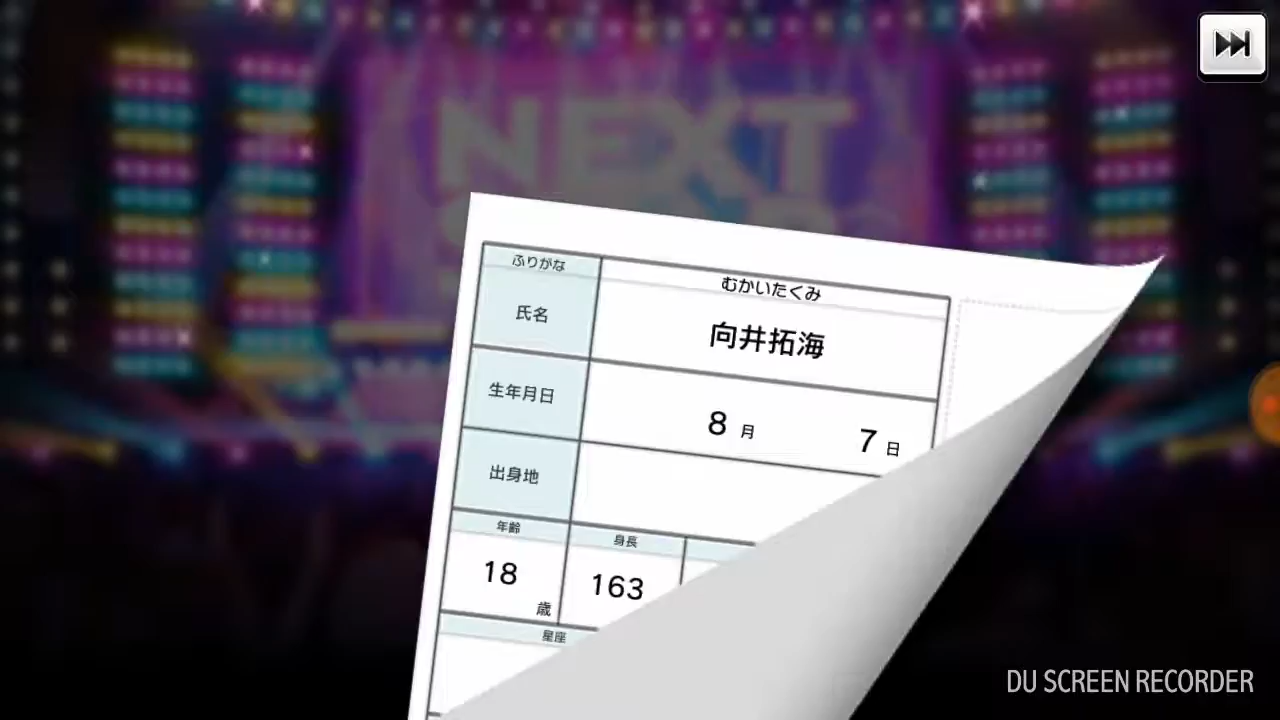 NEXT
ふりがな
むかいたくみ
氏名
向井拓海
生年月日
8月 7日
出身地
年齢
身長
18歳
163
星座
DU SCREEN RECORDER